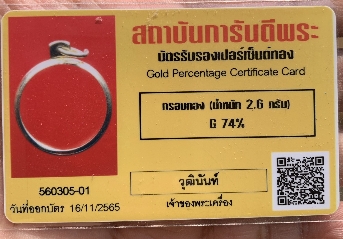 สถาบันการันตีพระ
บัตรรับรองเปอร์เซ็นต์ทอง
Gold Percentage Certificate Card
กรอบทอง (น้ำหนัก 2.6 กรัม)
G 74%
560305-01
วันที่ออกบัตร 16/11/2565
วุฒินันท์
เจ้าของพระเครื่อง